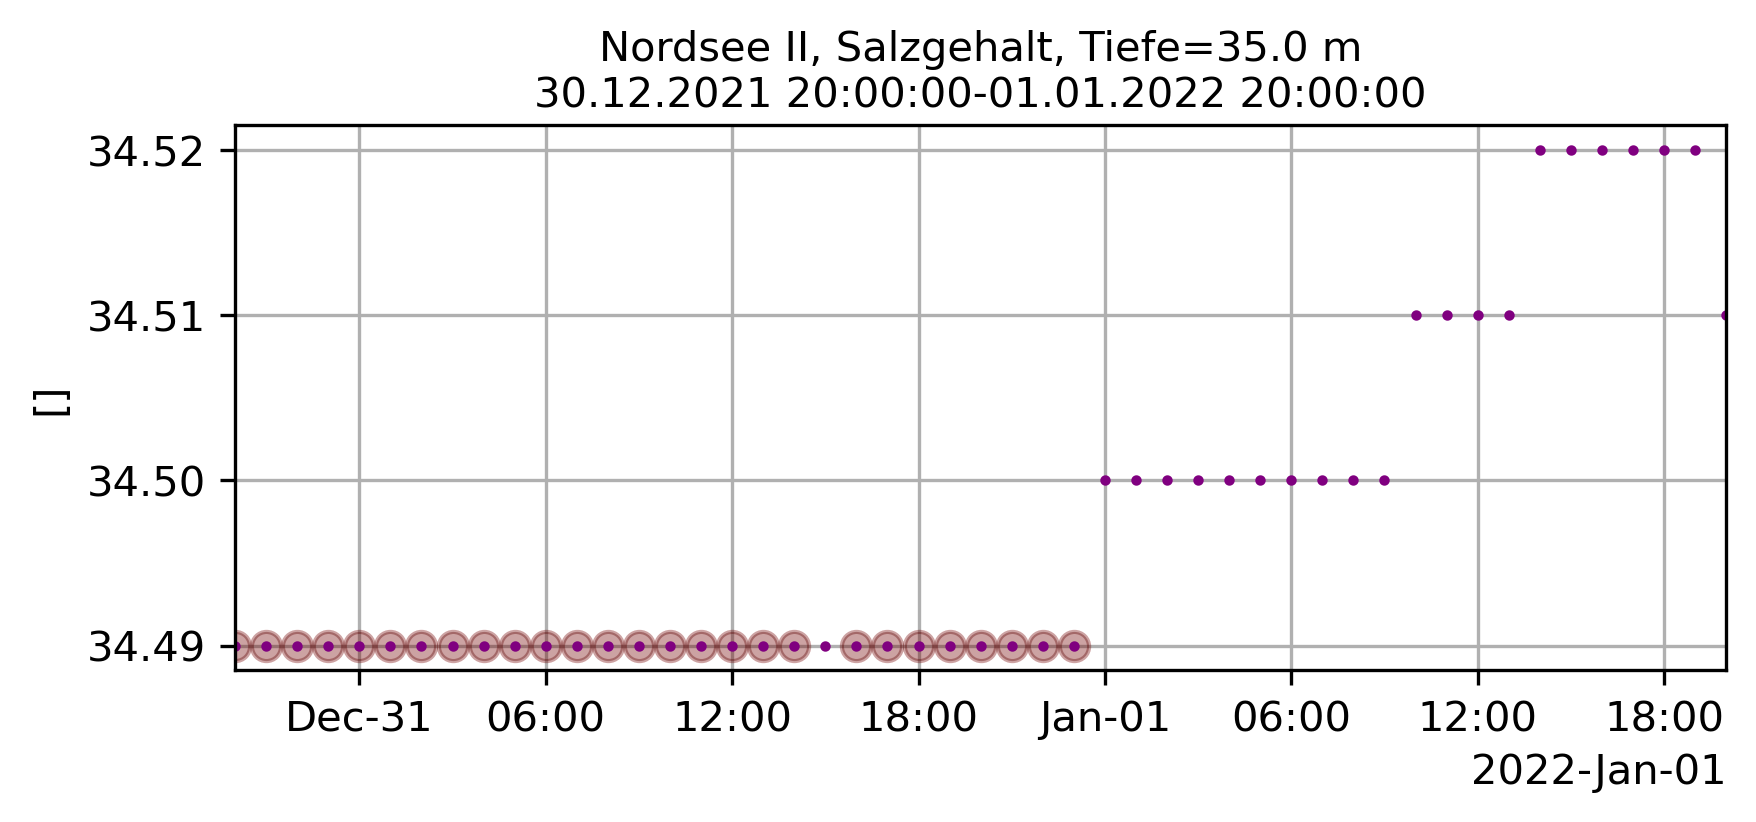 Nordsee II, Salzgehalt, Tiefe=35.0 m
30.12.2021 20:00:00-01.01.2022 20:00:00
34.52
34.51
[]
34.50
34.49
Dec-31 06:00 12:00 18:00 Jan-01 06:00 12:00 18:00
2022-Jan-01